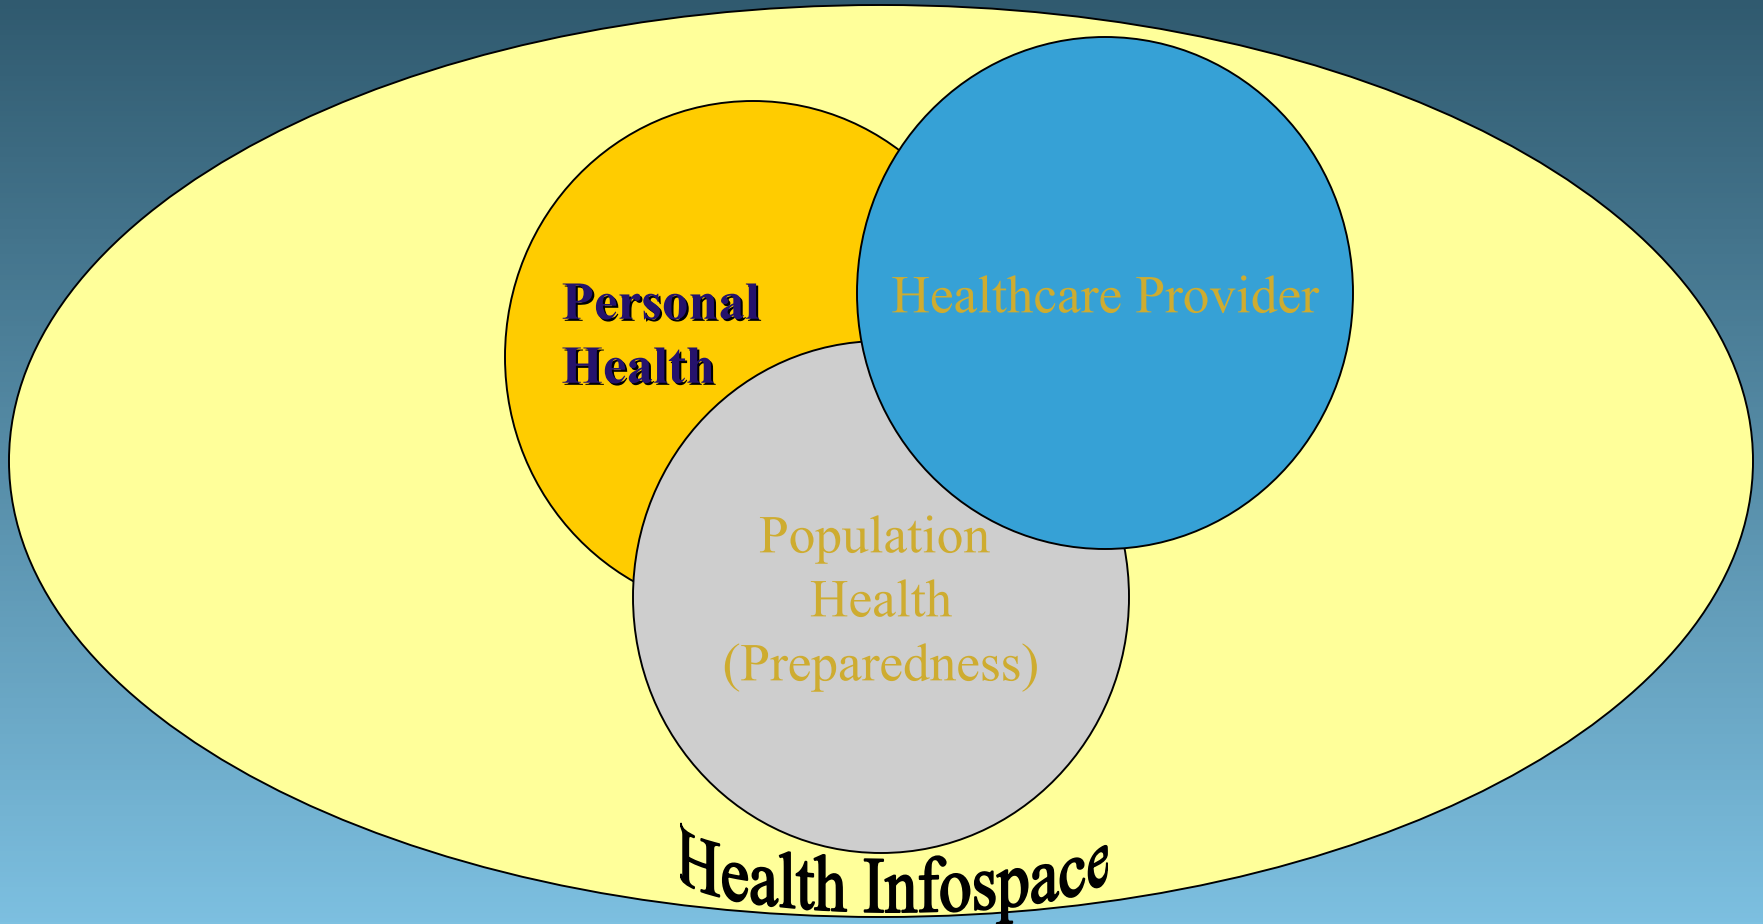 Personal
Health
Healthcare Provider
Population
Health
(Preparedness)
Health Infospace